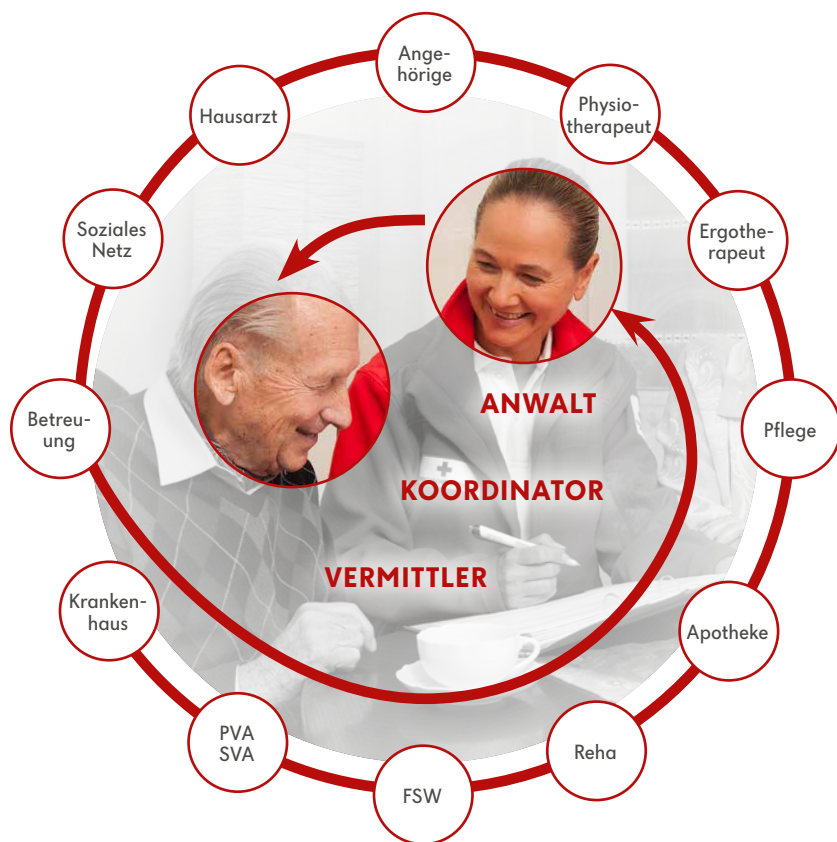 Ange-
hörige
Physio-
therapeut
Hausarzt
Soziales
Netz
Ergothe-
rapeut
ANWALT
Betreu-
ung
Pflege
KOORDINATOR
VERMITTLER
Kranken-
haus
Apotheke
PVA
SVA
Reha
FSW